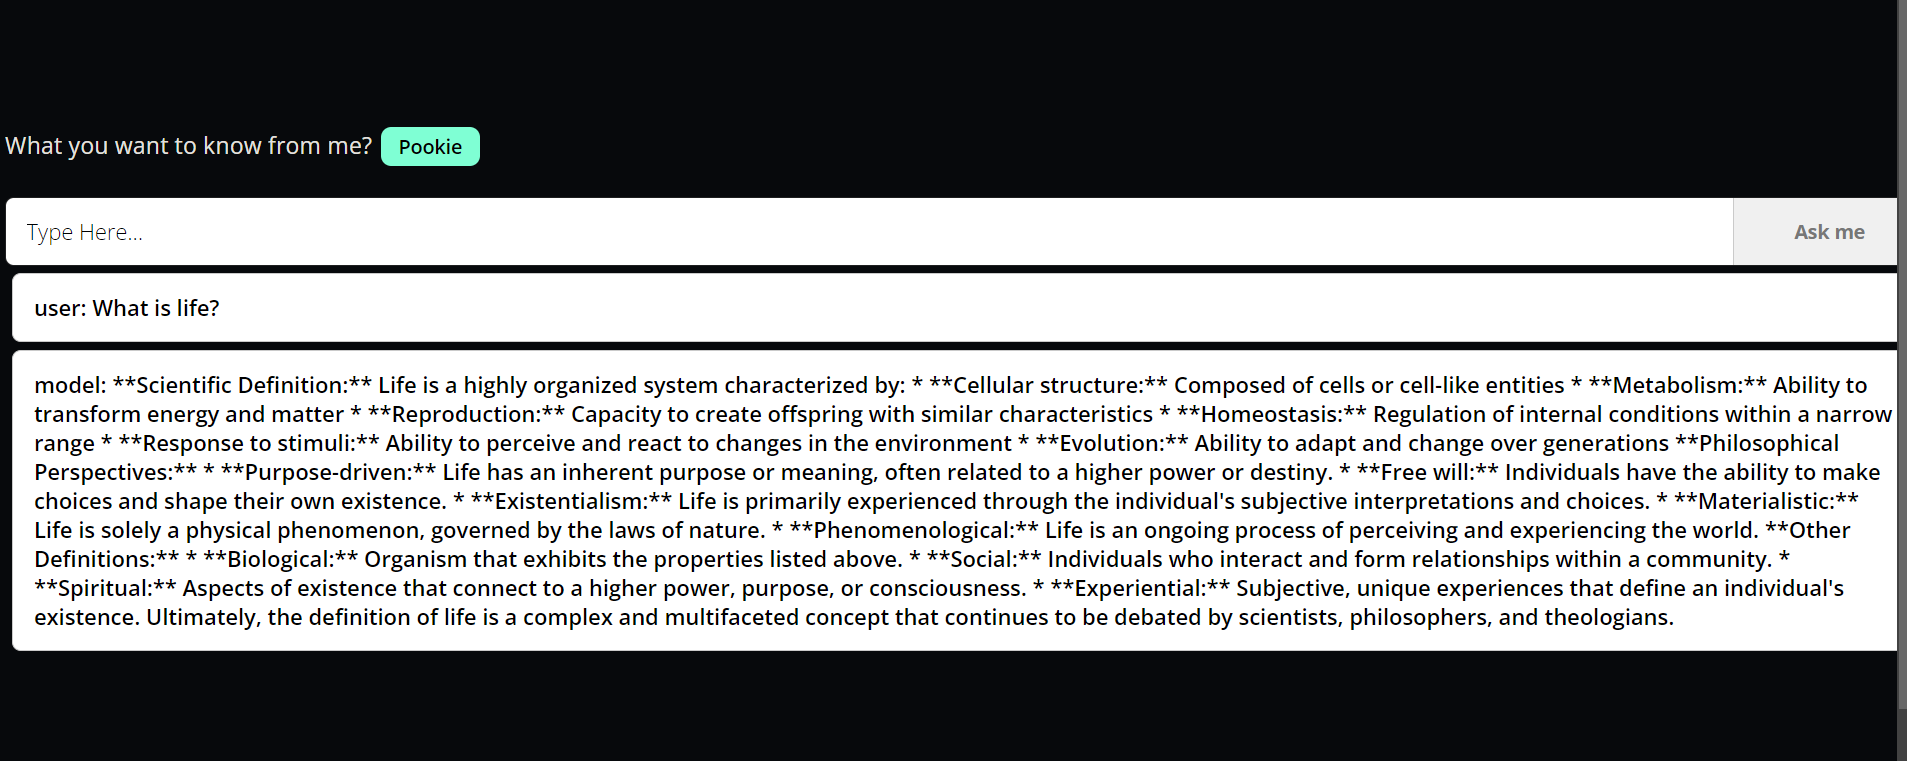 What you want to know from me? Pookie
Type Here... Ask me
user: What is life?
model: **Scientific Definition:** Life is a highly organized system characterized by: * **Cellular structure:** Composed of cells or cell-like entities * **Metabolism:** Ability to
transform energy and matter * **Reproduction:** Capacity to create offspring with similar characteristics * **Homeostasis:** Regulation of internal conditions within a narrow
range * **Response to stimuli:** Ability to perceive and react to changes in the environment * **Evolution:** Ability to adapt and change over generations **Philosophical
Perspectives:** * **Purpose-driven:** Life has an inherent purpose or meaning, often related to a higher power or destiny. * **Free will:** Individuals have the ability to make
choices and shape their own existence. * **Existentialism:** Life is primarily experienced through the individual's subjective interpretations and choices. * **Materialistic:**
Life is solely a physical phenomenon, governed by the laws of nature. * **Phenomenological:** Life is an ongoing process of perceiving and experiencing the world. **Other
Definitions:** * **Biological:** Organism that exhibits the properties listed above. * **Social:** Individuals who interact and form relationships within a community. *
**Spiritual:** Aspects of existence that connect to a higher power, purpose, or consciousness. * **Experiential:** Subjective, unique experiences that define an individual's
existence. Ultimately, the definition of life is a complex and multifaceted concept that continues to be debated by scientists, philosophers, and theologians.